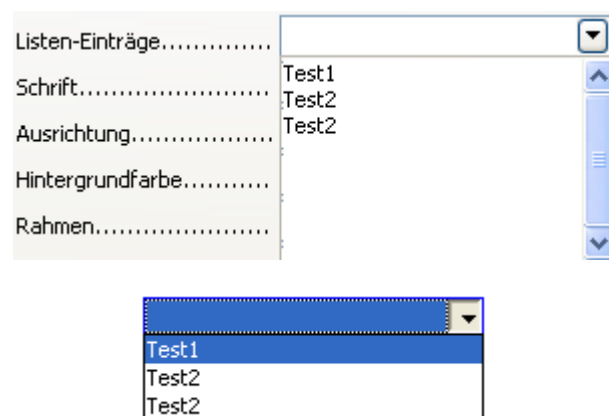 Listen-Einträge..............
Test1
Schrift........................
Test2
Ausrichtung.................
Test2
Hintergrundfarbe...........
Rahmen......................
Test1
Test2
Test2